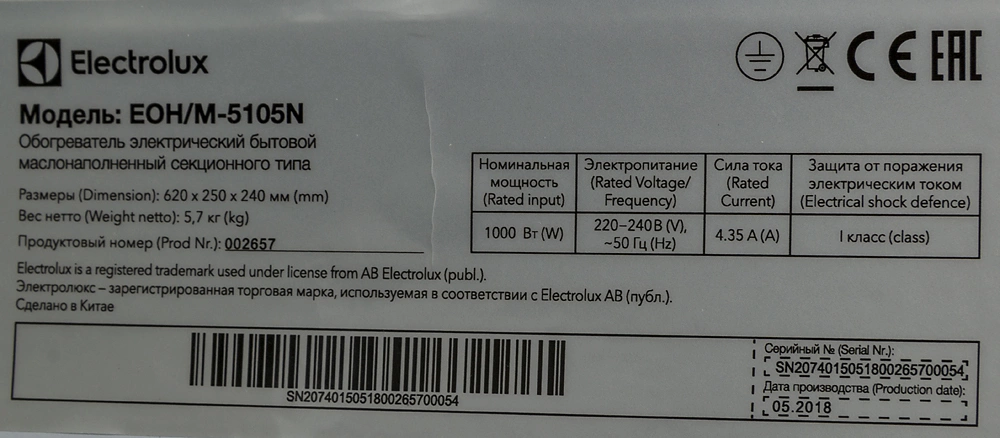 Electrolux
CE EAC
Модель: EOH/M-5105N
Обогреватель электрический бытовой
маслонаполненный секционного типа
Размеры (Dimension): 620 x 250 x 240 мм (mm)
Вес нетто (Weight netto): 5,7 кг (kg)
Продуктовый номер (Prod Nr.): 002657
Номинальная мощность (Rated input)
Электропитание (Rated Voltage/ Frequency)
Сила тока (Rated Current)
Защита от поражения электрическим током (Electrical shock defence)
1000 Вт (W)
220–240В (V), ~50 Гц (Hz)
4.35 А (A)
I класс (class)
Electrolux is a registered trademark used under license from AB Electrolux (publ.).
Электролюкс – зарегистрированная торговая марка, используемая в соответствии с Electrolux AB (публ.).
Сделано в Китае
SN2074015051800265700054
Серийный № (Serial Nr.):
SN2074015051800265700054
Дата производства (Production date):
05.2018